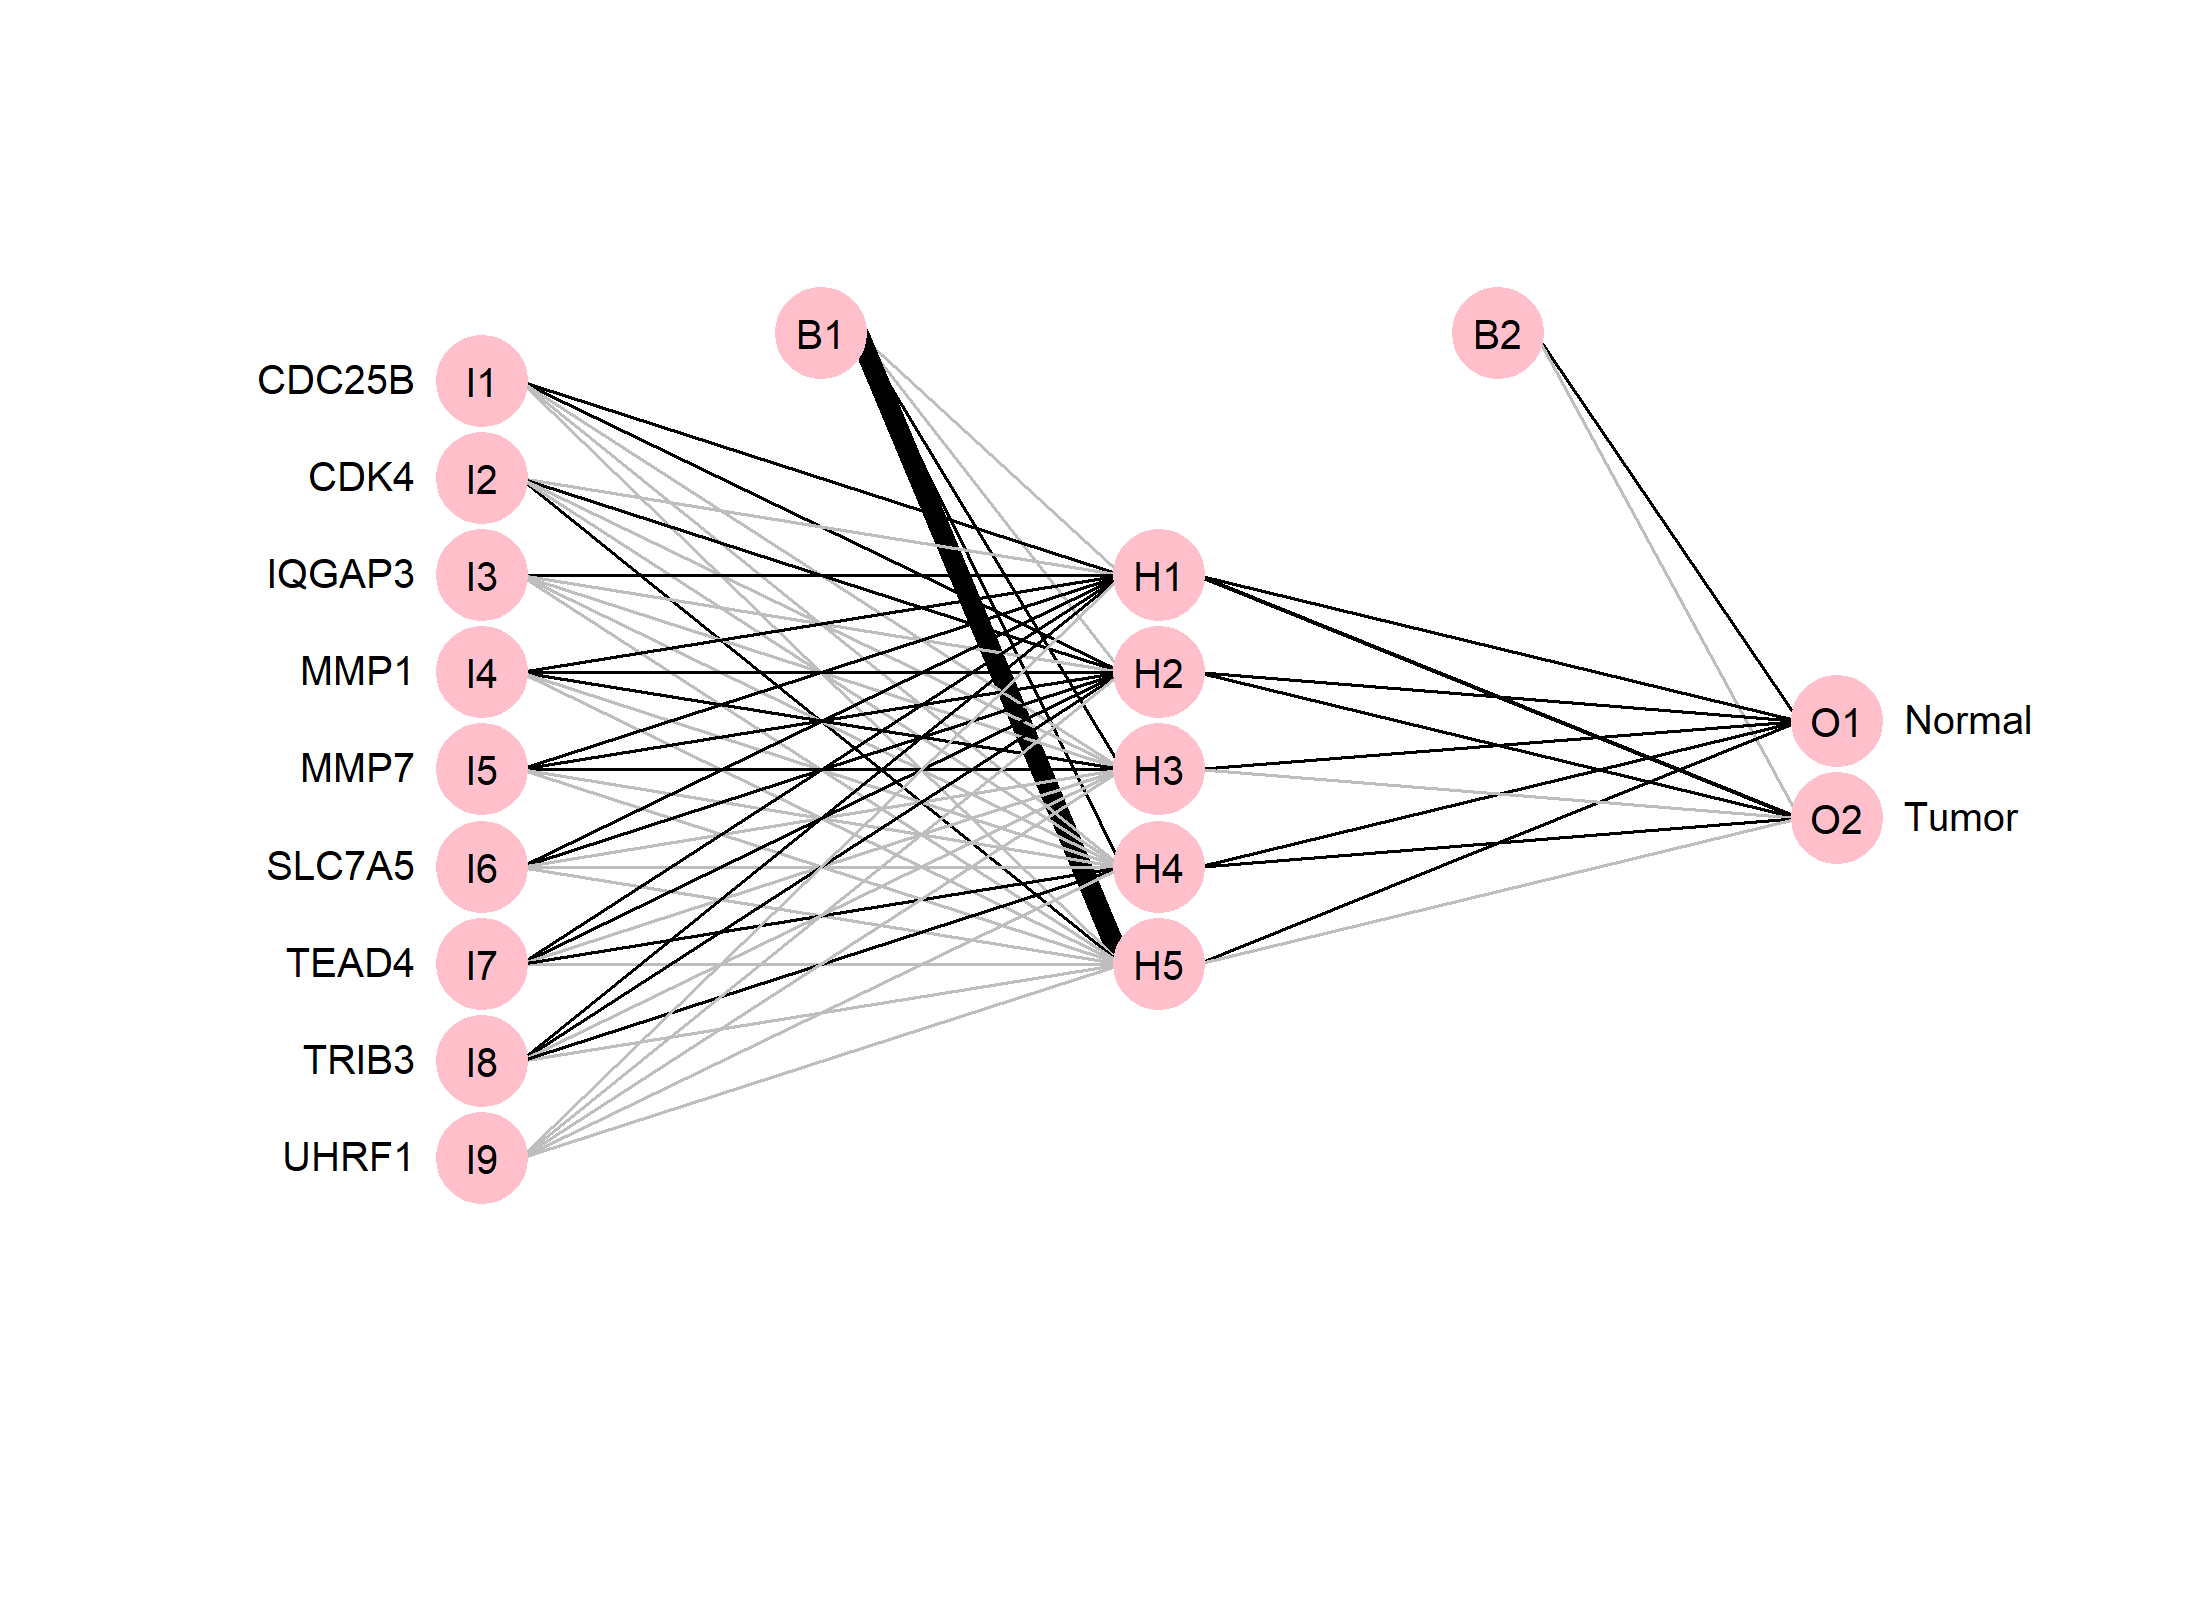 B1
B2
CDC25B I1
CDK4 I2
IQGAP3 I3 H1
MMP1 I4 H2
O1 Normal
MMP7 I5 H3
O2 Tumor
SLC7A5 I6 H4
TEAD4 I7 H5
TRIB3 I8
UHRF1 I9